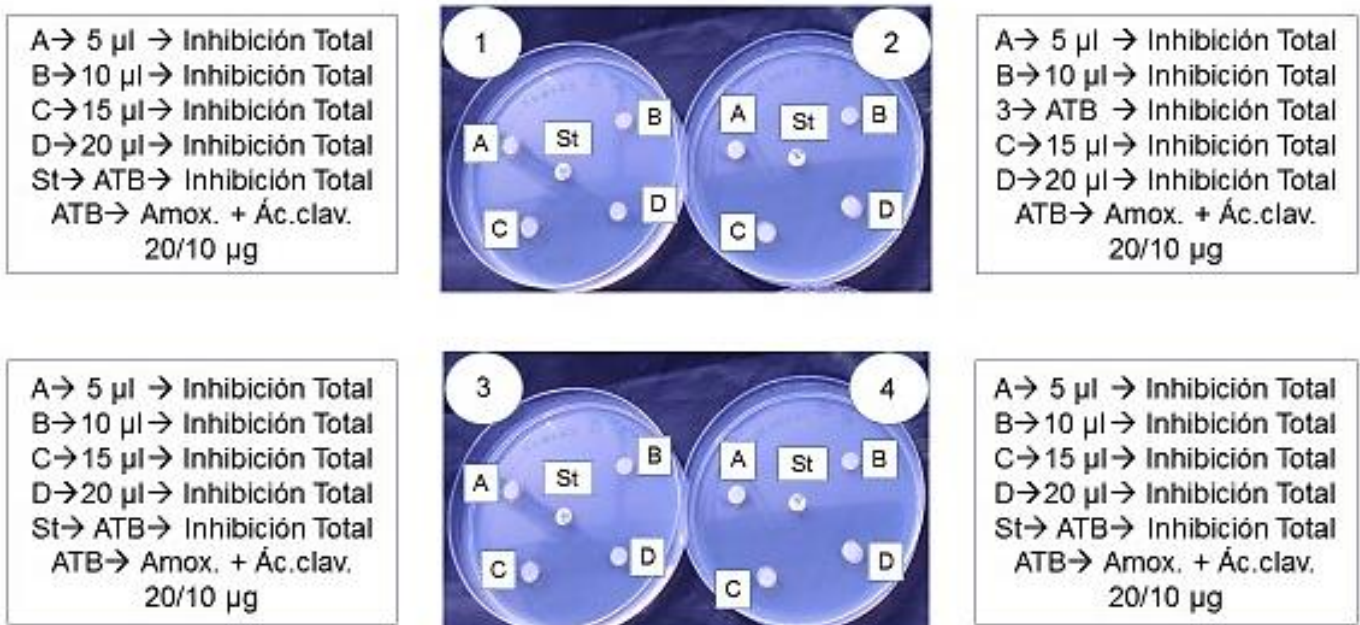 A→ 5 µl → Inhibición Total
B→10 µl→ Inhibición Total
C→15 µl→ Inhibición Total
D→20 µl→ Inhibición Total
St→ ATB→ Inhibición Total
ATB→ Amox. + Ác.clav.
20/10 µg
1
2
A
St
B
C
D
A
St
B
C
D
A→ 5 µl → Inhibición Total
B→10 µl→ Inhibición Total
3→ ATB → Inhibición Total
C→15 µl→ Inhibición Total
D→20 µl→ Inhibición Total
ATB→ Amox. + Ác.clav.
20/10 µg
A→ 5 µl → Inhibición Total
B→10 µl→ Inhibición Total
C→15 µl→ Inhibición Total
D→20 µl→ Inhibición Total
St→ ATB→ Inhibición Total
ATB→ Amox. + Ác.clav.
20/10 µg
3
4
A
St
B
C
D
A
St
B
C
D
A→ 5 µl → Inhibición Total
B→10 µl→ Inhibición Total
C→15 µl→ Inhibición Total
D→20 µl→ Inhibición Total
St→ ATB→ Inhibición Total
ATB→ Amox. + Ác.clav.
20/10 µg